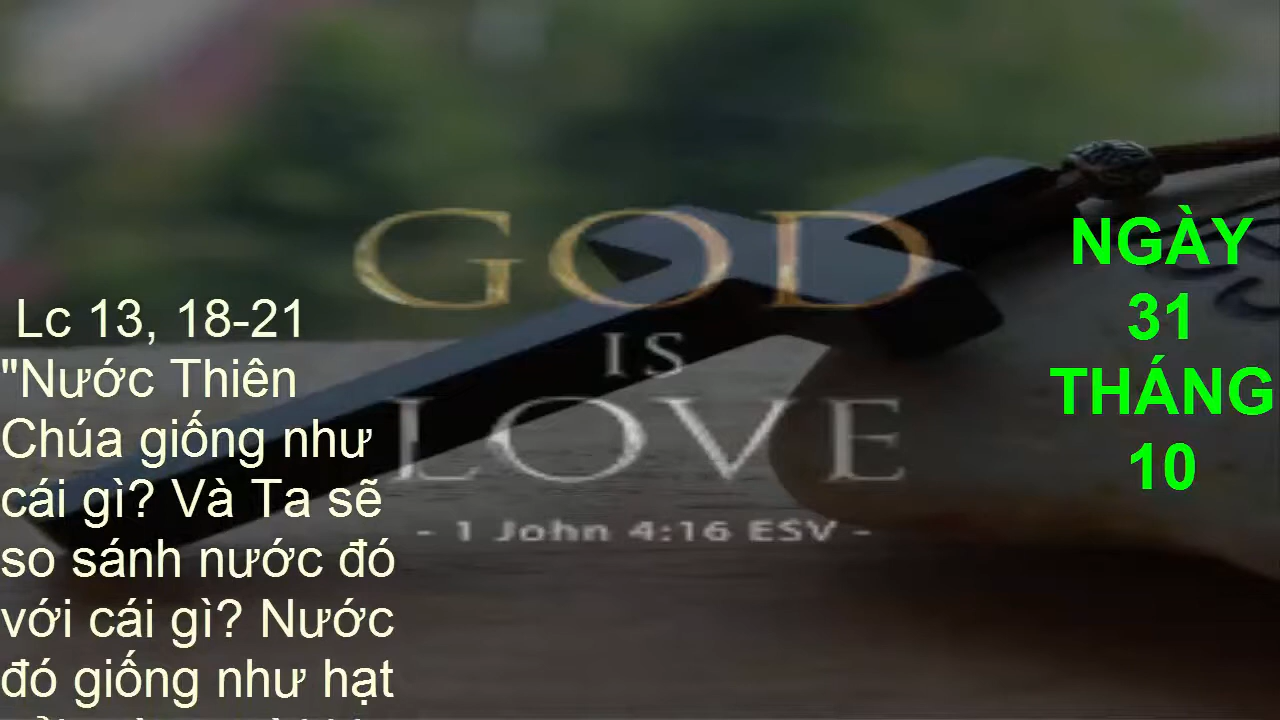 GOD
IS
LOVE
- 1 John 4:16 ESV -
Lc 13, 18-21
"Nước Thiên
Chúa giống như
cái gì? Và Ta sẽ
so sánh nước đó
với cái gì? Nước
đó giống như hạt
NGÀY
31
THÁNG
10